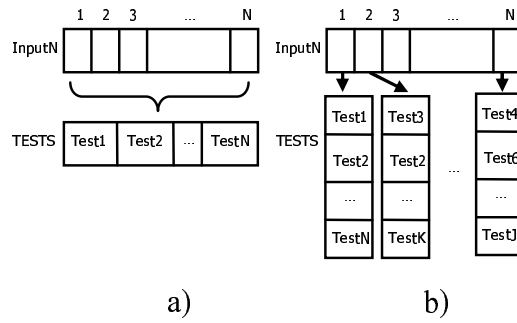 1 2 3 ... N
InputN
TESTS Test1 Test2 ... TestN
a)
1 2 3 ... N
InputN
TESTS
Test1 Test3 Test4
Test2 Test2 ... Test6
... ... ...
TestN TestK TestJ
b)